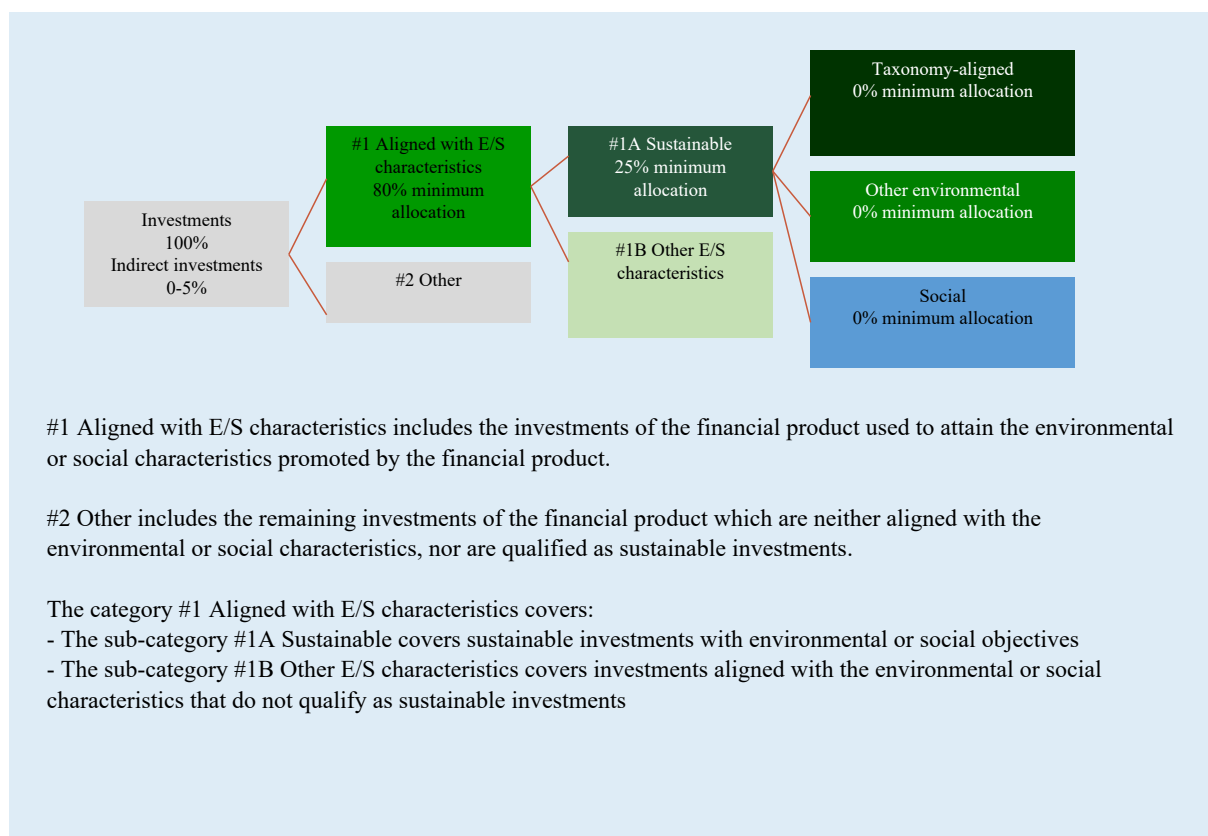 Investments
100%
Indirect investments
0-5%
#1 Aligned with E/S
characteristics
80% minimum
allocation
#2 Other
#1A Sustainable
25% minimum
allocation
#1B Other E/S
characteristics
Taxonomy-aligned
0% minimum allocation
Other environmental
0% minimum allocation
Social
0% minimum allocation
#1 Aligned with E/S characteristics includes the investments of the financial product used to attain the environmental
or social characteristics promoted by the financial product.
#2 Other includes the remaining investments of the financial product which are neither aligned with the
environmental or social characteristics, nor are qualified as sustainable investments.
The category #1 Aligned with E/S characteristics covers:
- The sub-category #1A Sustainable covers sustainable investments with environmental or social objectives
- The sub-category #1B Other E/S characteristics covers investments aligned with the environmental or social
characteristics that do not qualify as sustainable investments